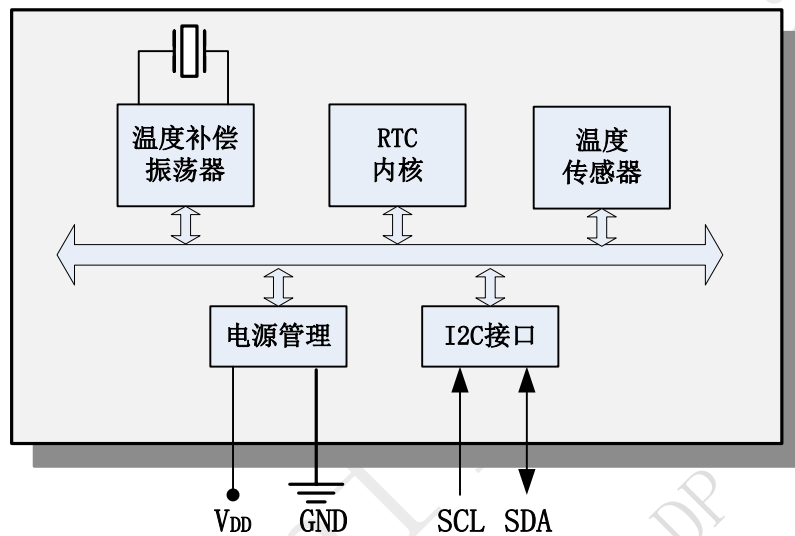 温度补偿
振荡器
RTC
内核
温度
传感器
电源管理
I2C接口
VDD
GND
SCL
SDA
DP